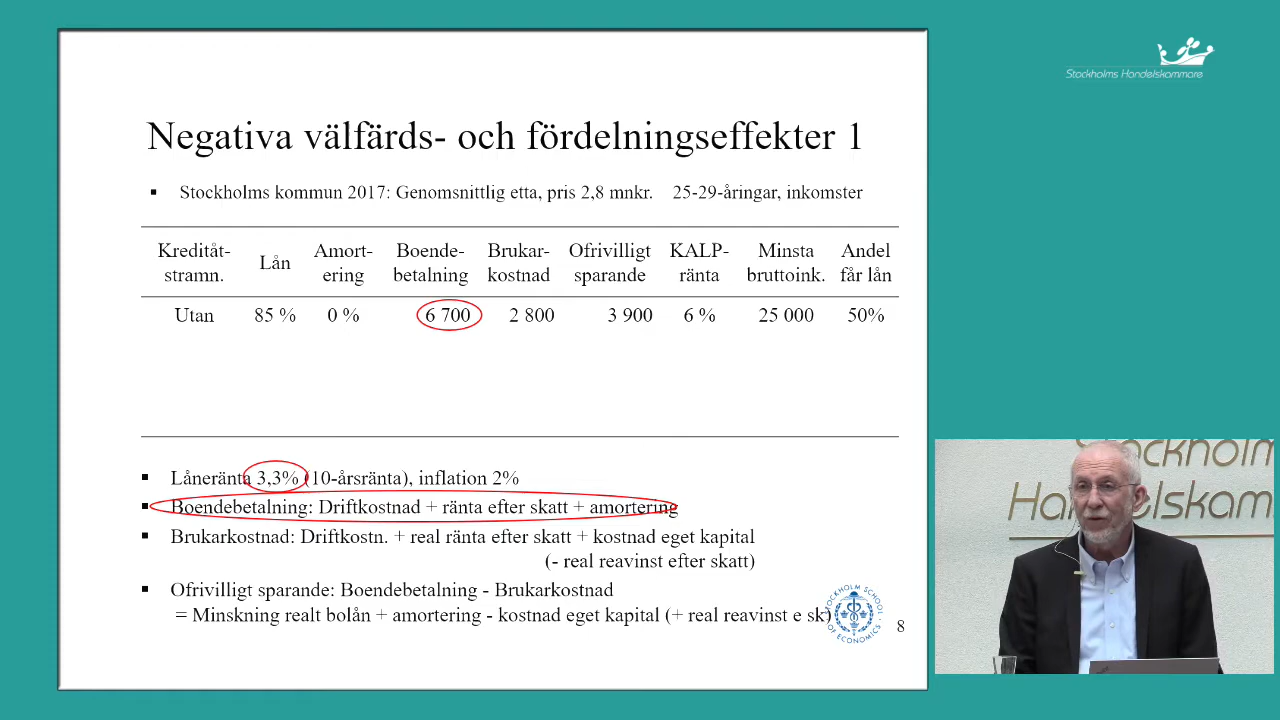 Stockholms Handelskammare
Negativa välfärds- och fördelningseffekter 1
▪ Stockholms kommun 2017: Genomsnittlig etta, pris 2,8 mnkr. 25-29-åringar, inkomster
Kreditåt-stramn. Lån Amort-ering Boende-betalning Brukar-kostnad Ofrivilligt sparande KALP-ränta Minsta bruttoink. Andel får lån
Utan 85 % 0 % 6 700 2 800 3 900 6 % 25 000 50%
▪ Låneränta 3,3% (10-årsränta), inflation 2%
▪ Boendebetalning: Driftkostnad + ränta efter skatt + amortering
▪ Brukarkostnad: Driftkostn. + real ränta efter skatt + kostnad eget kapital
(- real reavinst efter skatt)
▪ Ofrivilligt sparande: Boendebetalning - Brukarkostnad
= Minskning realt bolån + amortering - kostnad eget kapital (+ real reavinst e sk)
STOCKHOLM SCHOOL OF ECONOMICS
8
Stockholm
Handelskam